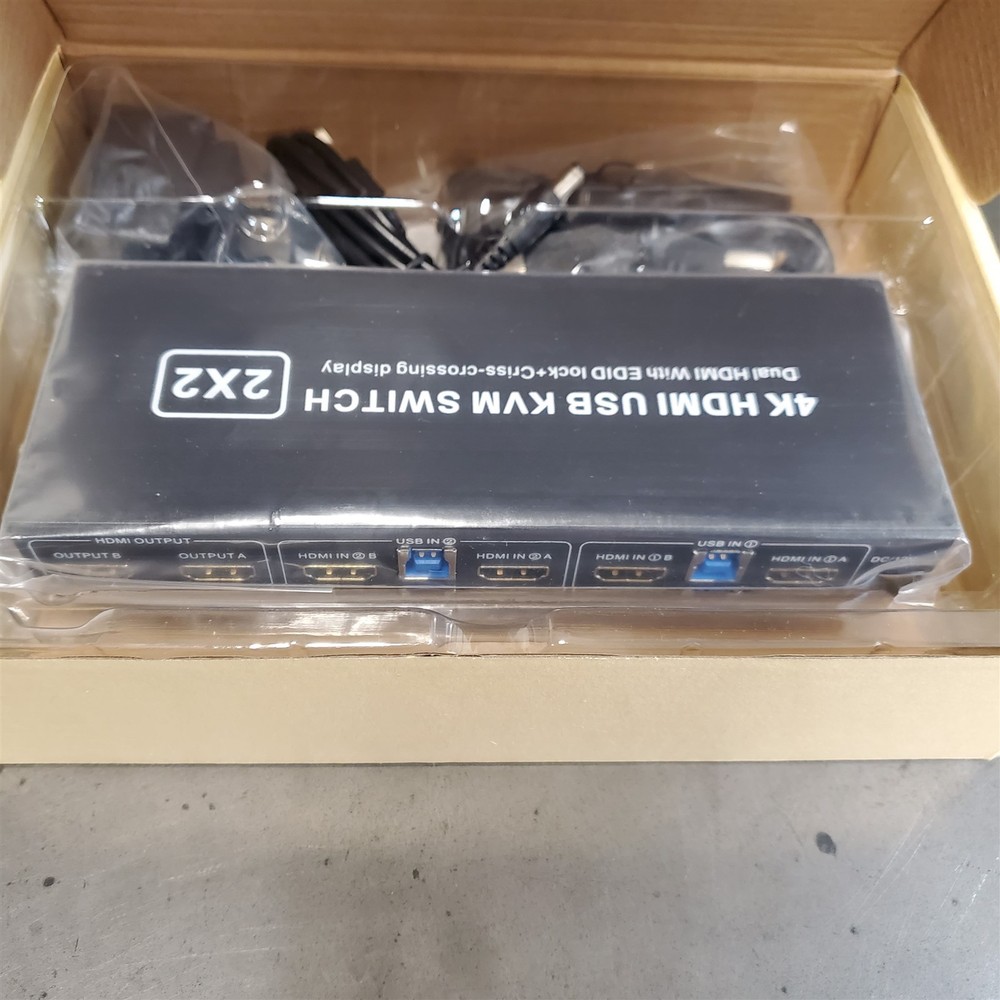 4K HDMI USB KVM SWITCH 2X2
Dual HDMI With EDID lock+Criss-crossing display
HDMI OUTPUT
OUTPUT B
OUTPUT A
HDMI IN ② B
USB IN ②
HDMI IN ② A
HDMI IN ① B
USB IN ①
HDMI IN ① A